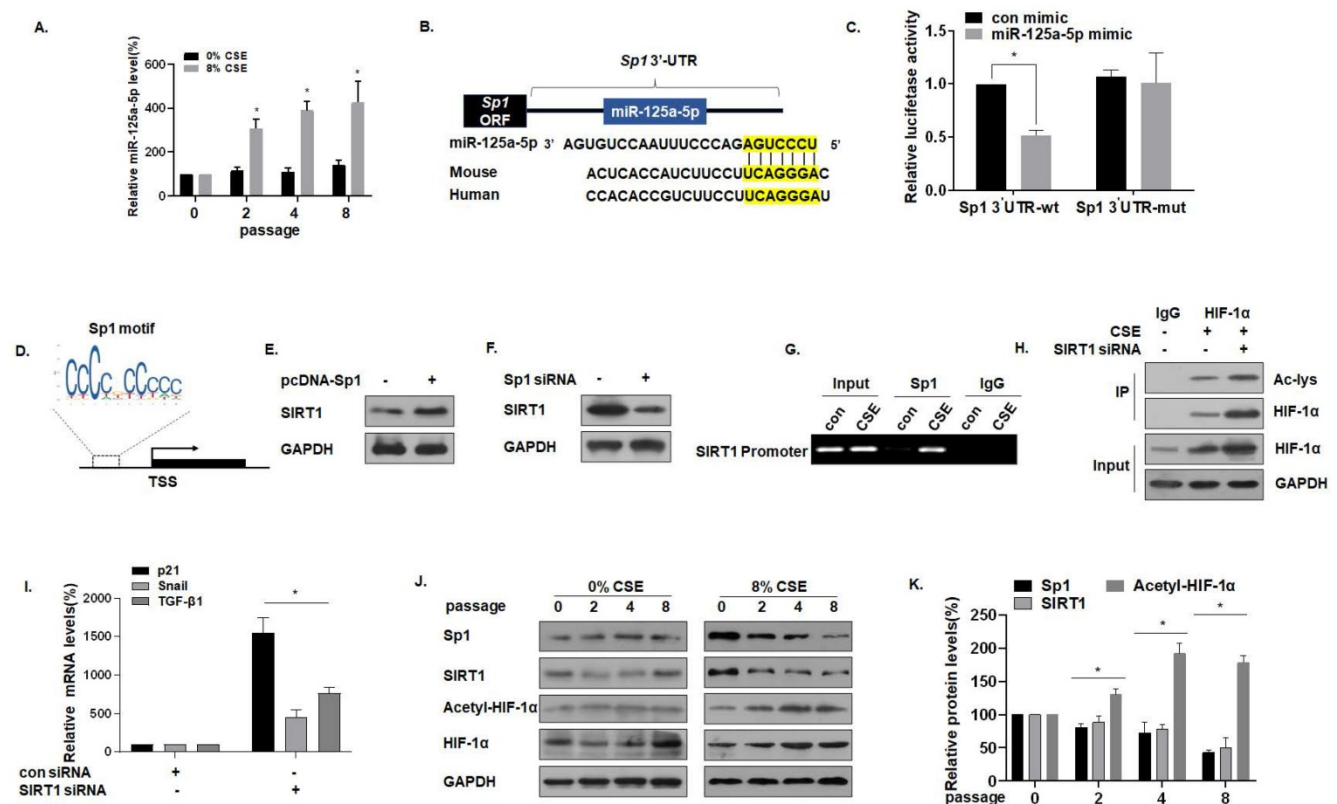 A.
0% CSE
8% CSE
Relative miR-125a-5p level(%)
600
400
200
100
0
*
*
*
0 2 4 8
passage
B.
Sp1 3'-UTR
Sp1
ORF
miR-125a-5p
miR-125a-5p 3' AGUGUCCAAUUUCCCAGAGUCCCU 5'
Mouse ACUCACCAUCUUCCUUCAGGGAC
Human CCACACCGUCUUCCUUCAGGGAU
C.
con mimic
miR-125a-5p mimic
Relative lucifetase activity
1.5
1.0
0.5
0.0
*
Sp1 3'UTR-wt Sp1 3'UTR-mut
D.
Sp1 motif
CCCC CCCCC
TSS
E.
pcDNA-Sp1 - +
SIRT1
GAPDH
F.
Sp1 siRNA - +
SIRT1
GAPDH
G.
Input Sp1 IgG
con CSE con CSE con CSE
SIRT1 Promoter
H.
IgG HIF-1α
CSE - + +
SIRT1 siRNA - - +
IP
Ac-lys
HIF-1α
Input
HIF-1α
GAPDH
I.
p21
Snail
TGF-β1
Relative mRNA levels(%)
2000
1500
1000
500
0
*
con siRNA + -
SIRT1 siRNA - +
J.
0% CSE 8% CSE
passage 0 2 4 8 0 2 4 8
Sp1
SIRT1
Acetyl-HIF-1α
HIF-1α
GAPDH
K.
Sp1
SIRT1
Acetyl-HIF-1α
Relative protein levels(%)
250
200
150
100
50
0
*
*
*
0 2 4 8
passage